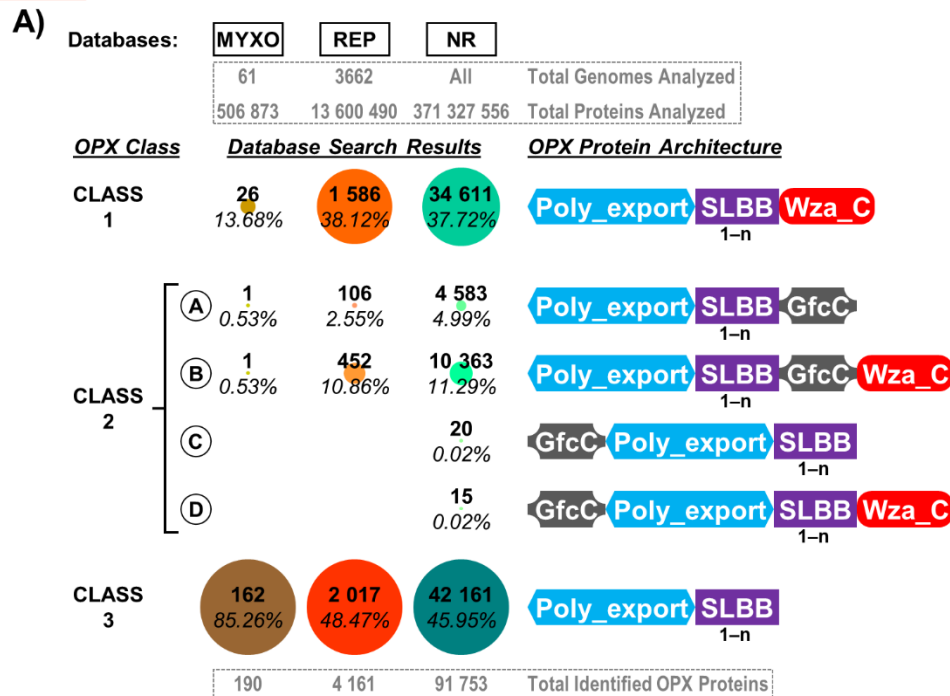 A)
Databases: MYXO REP NR
61 3662 All Total Genomes Analyzed
506 873 13 600 490 371 327 556 Total Proteins Analyzed
OPX Class Database Search Results OPX Protein Architecture
CLASS 1
26 1 586 34 611
13.68% 38.12% 37.72%
Poly_export SLBB Wza_C
1–n
CLASS 2
A
1 106 4 583
0.53% 2.55% 4.99%
Poly_export SLBB GfcC
1–n
B
1 452 10 363
0.53% 10.86% 11.29%
Poly_export SLBB GfcC Wza_C
1–n
C
20
0.02%
GfcC Poly_export SLBB
1–n
D
15
0.02%
GfcC Poly_export SLBB Wza_C
1–n
CLASS 3
162 2 017 42 161
85.26% 48.47% 45.95%
Poly_export SLBB
1–n
190 4 161 91 753 Total Identified OPX Proteins